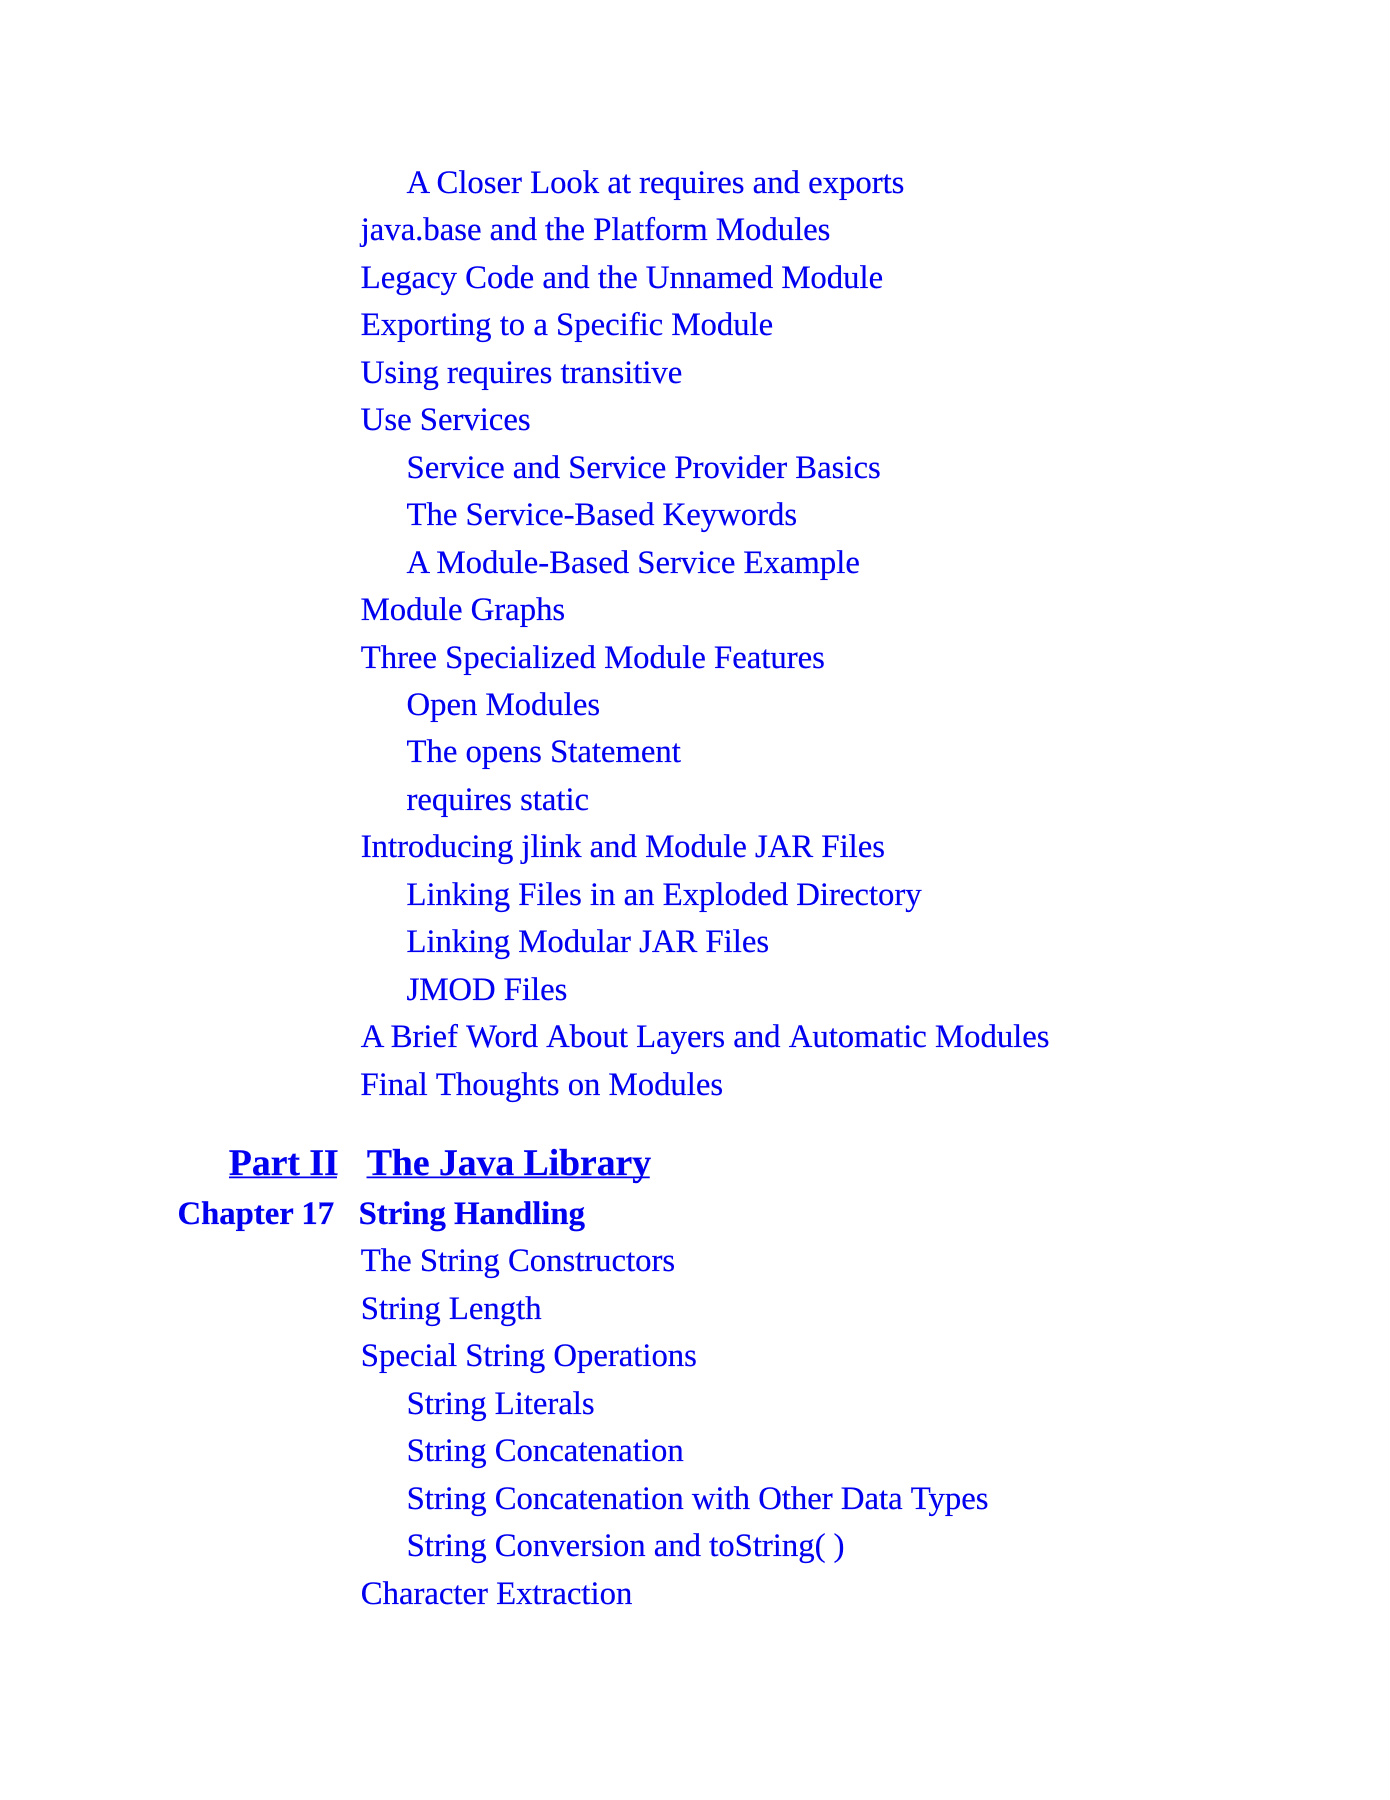 A Closer Look at requires and exports
java.base and the Platform Modules
Legacy Code and the Unnamed Module
Exporting to a Specific Module
Using requires transitive
Use Services
Service and Service Provider Basics
The Service-Based Keywords
A Module-Based Service Example
Module Graphs
Three Specialized Module Features
Open Modules
The opens Statement
requires static
Introducing jlink and Module JAR Files
Linking Files in an Exploded Directory
Linking Modular JAR Files
JMOD Files
A Brief Word About Layers and Automatic Modules
Final Thoughts on Modules
Part II The Java Library
Chapter 17 String Handling
The String Constructors
String Length
Special String Operations
String Literals
String Concatenation
String Concatenation with Other Data Types
String Conversion and toString( )
Character Extraction